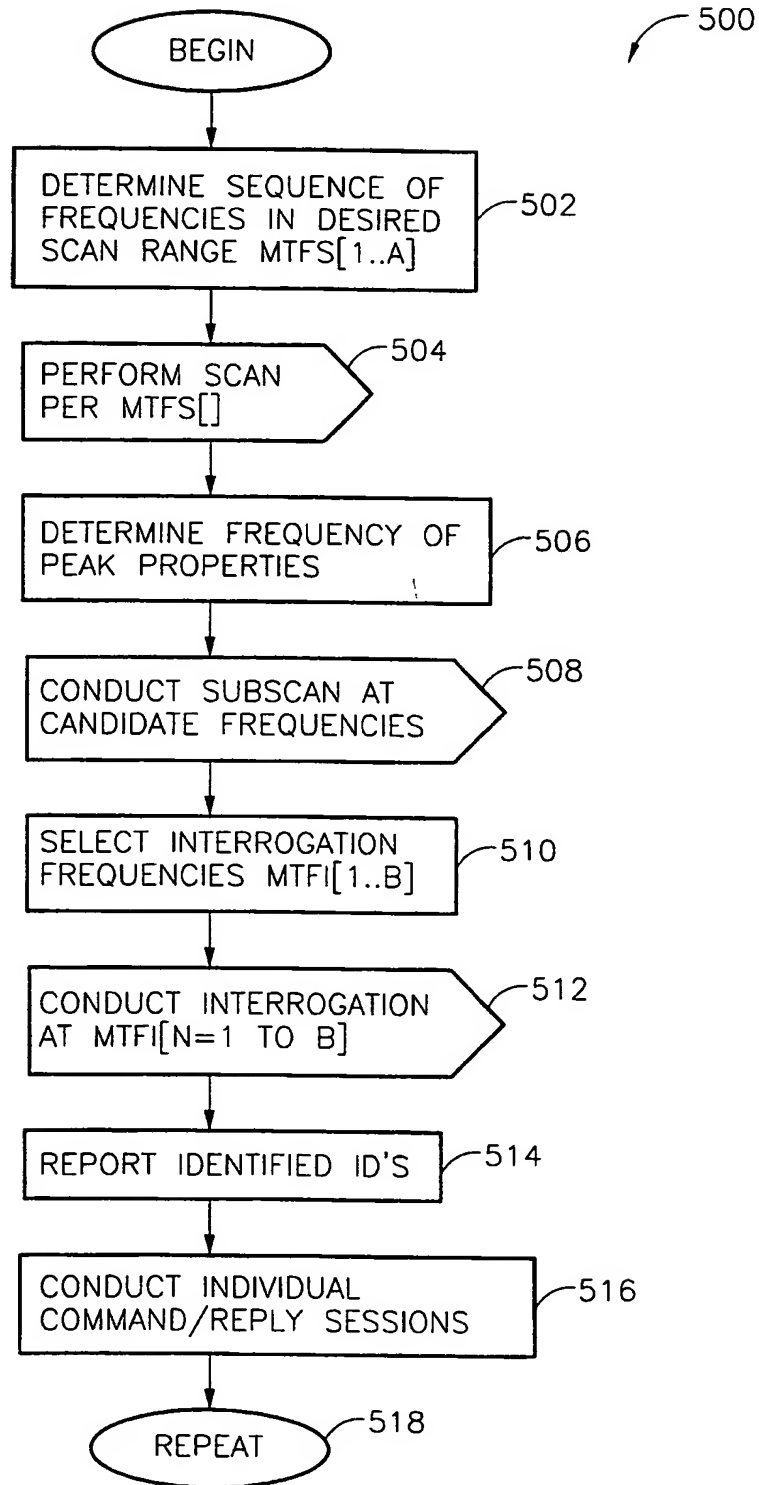 500
BEGIN
DETERMINE SEQUENCE OF
FREQUENCIES IN DESIRED
SCAN RANGE MTFS[1..A]
502
PERFORM SCAN
PER MTFS[]
504
DETERMINE FREQUENCY OF
PEAK PROPERTIES
506
CONDUCT SUBSCAN AT
CANDIDATE FREQUENCIES
508
SELECT INTERROGATION
FREQUENCIES MTFI[1..B]
510
CONDUCT INTERROGATION
AT MTFI[N=1 TO B]
512
REPORT IDENTIFIED ID'S
514
CONDUCT INDIVIDUAL
COMMAND/REPLY SESSIONS
516
REPEAT
518